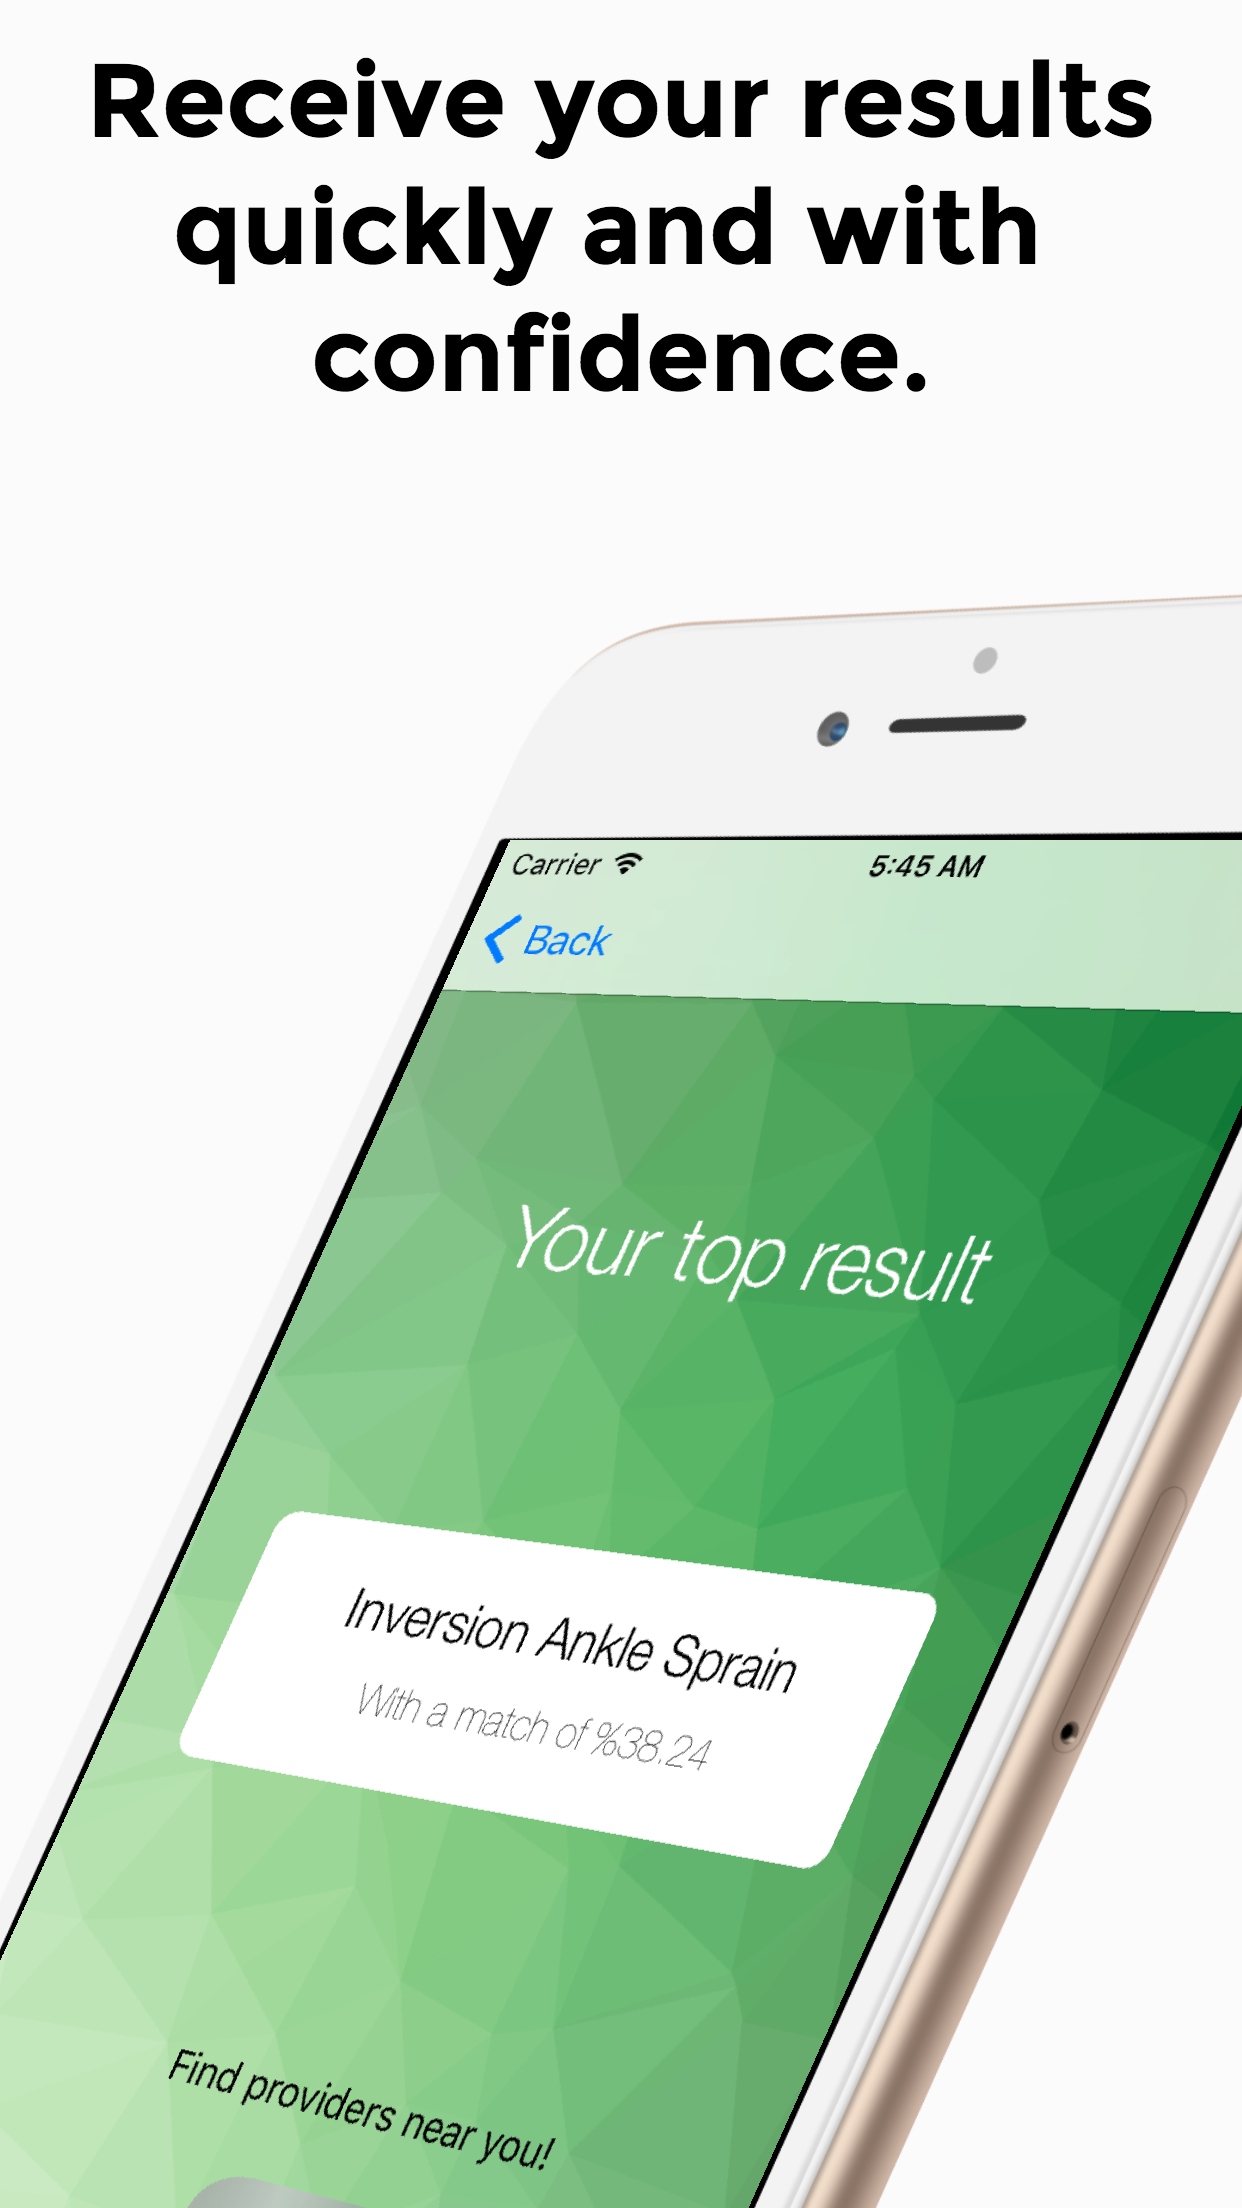 Receive your results
quickly and with
confidence.
Carrier
5:45 AM
Back
Your top result
Inversion Ankle Sprain
With a match of %38.24
Find providers near you!